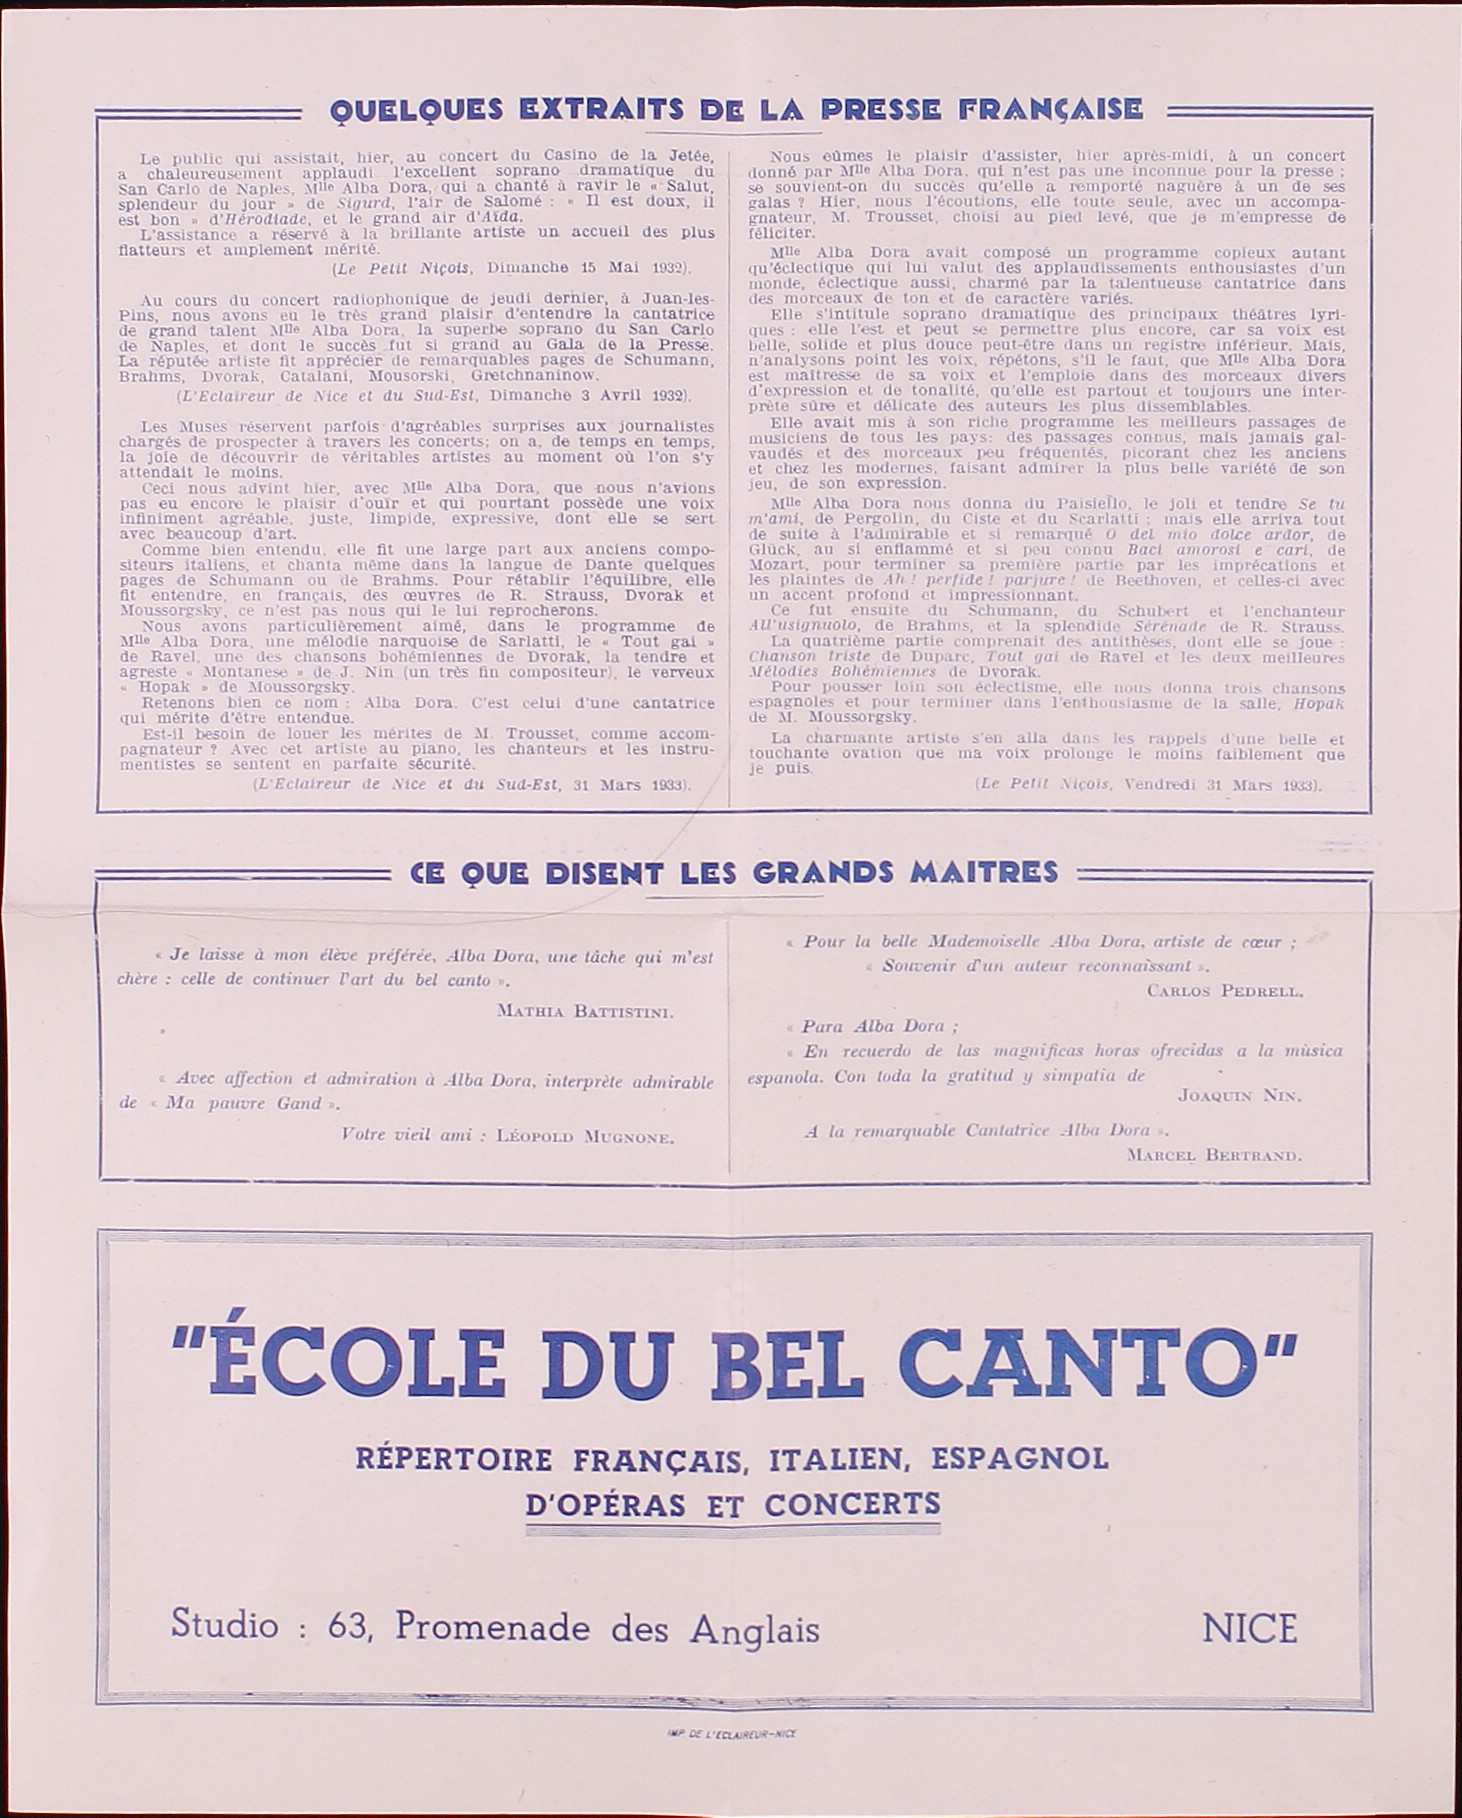 QUELQUES EXTRAITS DE LA PRESSE FRANÇAISE
Le public qui assistait, hier, au concert du Casino de la Jetée,
a chaleureusement applaudi l'excellent soprano dramatique du
San Carlo de Naples, Mlle Alba Dora, qui a chanté à ravir le « Salut,
splendeur du jour » de Sigurd, l'air de Salomé : « Il est doux, il
est bon » d'Hérodiade, et le grand air d'Aïda.
L'assistance a réservé à la brillante artiste un accueil des plus
flatteurs et amplement mérité.
(Le Petit Niçois, Dimanche 15 Mai 1932).
Au cours du concert radiophonique de jeudi dernier, à Juan-les-
Pins, nous avons eu le très grand plaisir d'entendre la cantatrice
de grand talent Mlle Alba Dora, la superbe soprano du San Carlo
de Naples, et dont le succès fut si grand au Gala de la Presse.
La réputée artiste fit apprécier de remarquables pages de Schumann,
Brahms, Dvorak, Catalani, Mousorski, Gretchnaninow.
(L'Eclaireur de Nice et du Sud-Est, Dimanche 3 Avril 1932).
Les Muses réservent parfois d'agréables surprises aux journalistes
chargés de prospecter à travers les concerts; on a, de temps en temps,
la joie de découvrir de véritables artistes au moment où l'on s'y
attendait le moins.
Ceci nous advint hier, avec Mlle Alba Dora, que nous n'avions
pas eu encore le plaisir d'ouïr et qui pourtant possède une voix
infiniment agréable, juste, limpide, expressive, dont elle se sert
avec beaucoup d'art.
Comme bien entendu, elle fit une large part aux anciens compo-
siteurs italiens, et chanta même dans la langue de Dante quelques
pages de Schumann ou de Brahms. Pour rétablir l'équilibre, elle
fit entendre, en français, des œuvres de R. Strauss, Dvorak et
Moussorgsky, ce n'est pas nous qui le lui reprocherons.
Nous avons particulièrement aimé, dans le programme de
Mlle Alba Dora, une mélodie narquoise de Sarlatti, le « Tout gai »
de Ravel, une des chansons bohémiennes de Dvorak, la tendre et
agreste « Montanese » de J. Nin (un très fin compositeur), le verveux
« Hopak » de Moussorgsky.
Retenons bien ce nom : Alba Dora. C'est celui d'une cantatrice
qui mérite d'être entendue.
Est-il besoin de louer les mérites de M. Trousset, comme accom-
pagnateur ? Avec cet artiste au piano, les chanteurs et les instru-
mentistes se sentent en parfaite sécurité.
(L'Eclaireur de Nice et du Sud-Est, 31 Mars 1933).
Nous eûmes le plaisir d'assister, hier après-midi, à un concert
donné par Mlle Alba Dora, qui n'est pas une inconnue pour la presse ;
se souvient-on du succès qu'elle a remporté naguère à un de ses
galas ? Hier, nous l'écoutions, elle toute seule, avec un accompa-
gnateur, M. Trousset, choisi au pied levé, que je m'empresse de
féliciter.
Mlle Alba Dora avait composé un programme copieux autant
qu'éclectique qui lui valut des applaudissements enthousiastes d'un
monde, éclectique aussi, charmé par la talentueuse cantatrice dans
des morceaux de ton et de caractère variés.
Elle s'intitule soprano dramatique des principaux théâtres lyri-
ques : elle l'est et peut se permettre plus encore, car sa voix est
belle, solide et plus douce peut-être dans un registre inférieur. Mais,
n'analysons point les voix, répétons, s'il le faut, que Mlle Alba Dora
est maîtresse de sa voix et l'emploie dans des morceaux divers
d'expression et de tonalité, qu'elle est partout et toujours une inter-
prète sûre et délicate des auteurs les plus dissemblables.
Elle avait mis à son riche programme les meilleurs passages de
musiciens de tous les pays: des passages connus, mais jamais gal-
vaudés et des morceaux peu fréquentés, picorant chez les anciens
et chez les modernes, faisant admirer la plus belle variété de son
jeu, de son expression.
Mlle Alba Dora nous donna du Paisiello, le joli et tendre Se tu
m'ami, de Pergolin, du Ciste et du Scarlatti ; mais elle arriva tout
de suite à l'admirable et si remarqué O del mio dolce ardor, de
Glück, au si enflammé et si peu connu Baci amorosi e cari, de
Mozart, pour terminer sa première partie par les imprécations et
les plaintes de Ah ! perfide ! parjure ! de Beethoven, et celles-ci avec
un accent profond et impressionnant.
Ce fut ensuite du Schumann, du Schubert et l'enchanteur
All'usignuolo, de Brahms, et la splendide Sérénade de R. Strauss.
La quatrième partie comprenait des antithèses, dont elle se joue :
Chanson triste de Duparc, Tout gai de Ravel et les deux meilleures
Mélodies Bohémiennes de Dvorak.
Pour pousser loin son éclectisme, elle nous donna trois chansons
espagnoles et pour terminer dans l'enthousiasme de la salle, Hopak
de M. Moussorgsky.
La charmante artiste s'en alla dans les rappels d'une belle et
touchante ovation que ma voix prolonge le moins faiblement que
je puis.
(Le Petit Niçois, Vendredi 31 Mars 1933).
CE QUE DISENT LES GRANDS MAITRES
« Je laisse à mon élève préférée, Alba Dora, une tâche qui m'est
chère : celle de continuer l'art du bel canto ».
MATHIA BATTISTINI.
« Avec affection et admiration à Alba Dora, interprète admirable
de « Ma pauvre Gand ».
Votre vieil ami : LÉOPOLD MUGNONE.
« Pour la belle Mademoiselle Alba Dora, artiste de cœur ;
« Souvenir d'un auteur reconnaissant ».
CARLOS PEDRELL.
« Para Alba Dora ;
« En recuerdo de las magnificas horas ofrecidas a la mùsica
espanola. Con toda la gratitud y simpatia de
JOAQUIN NIN.
A la remarquable Cantatrice Alba Dora ».
MARCEL BERTRAND.
"ÉCOLE DU BEL CANTO"
RÉPERTOIRE FRANÇAIS, ITALIEN, ESPAGNOL
D'OPÉRAS ET CONCERTS
Studio : 63, Promenade des Anglais NICE
IMP. DE L'ECLAIREUR-NICE